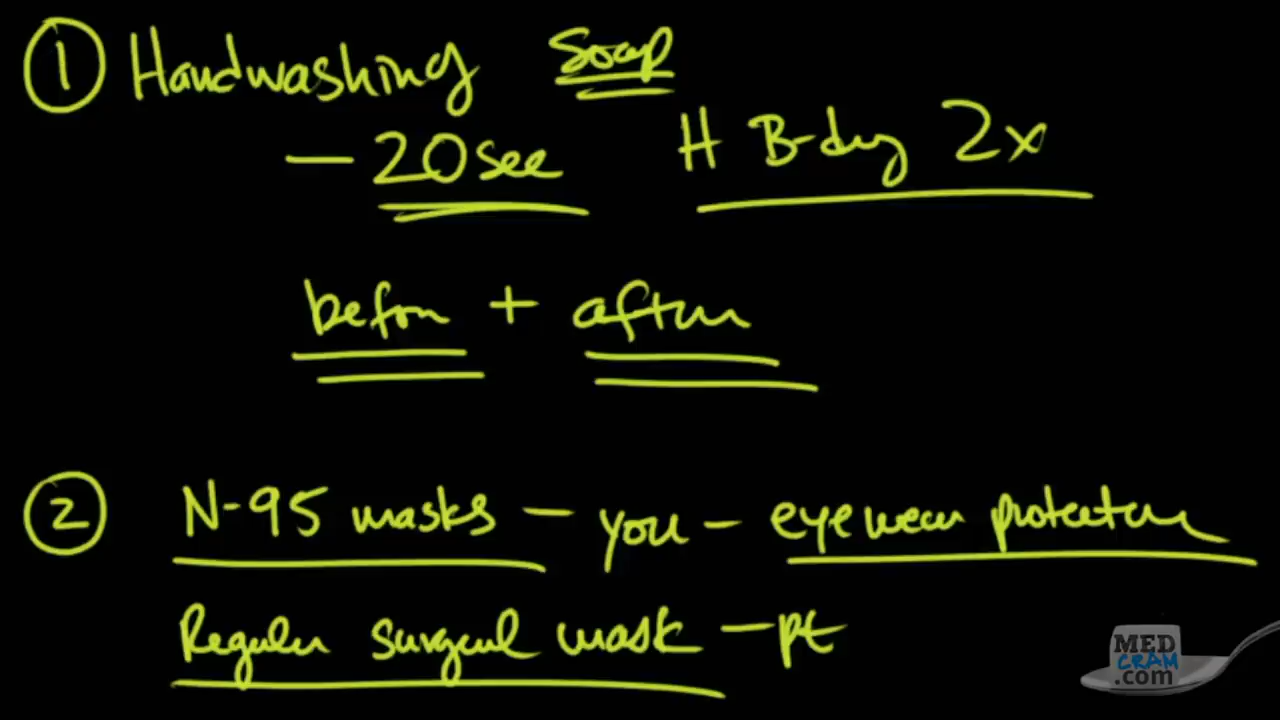 ① Handwashing Soap
- 20 sec H B-day 2x
before + after
② N-95 masks - you - eyewear protection
Regular surgical mask - pt
MED
CRAM
.com